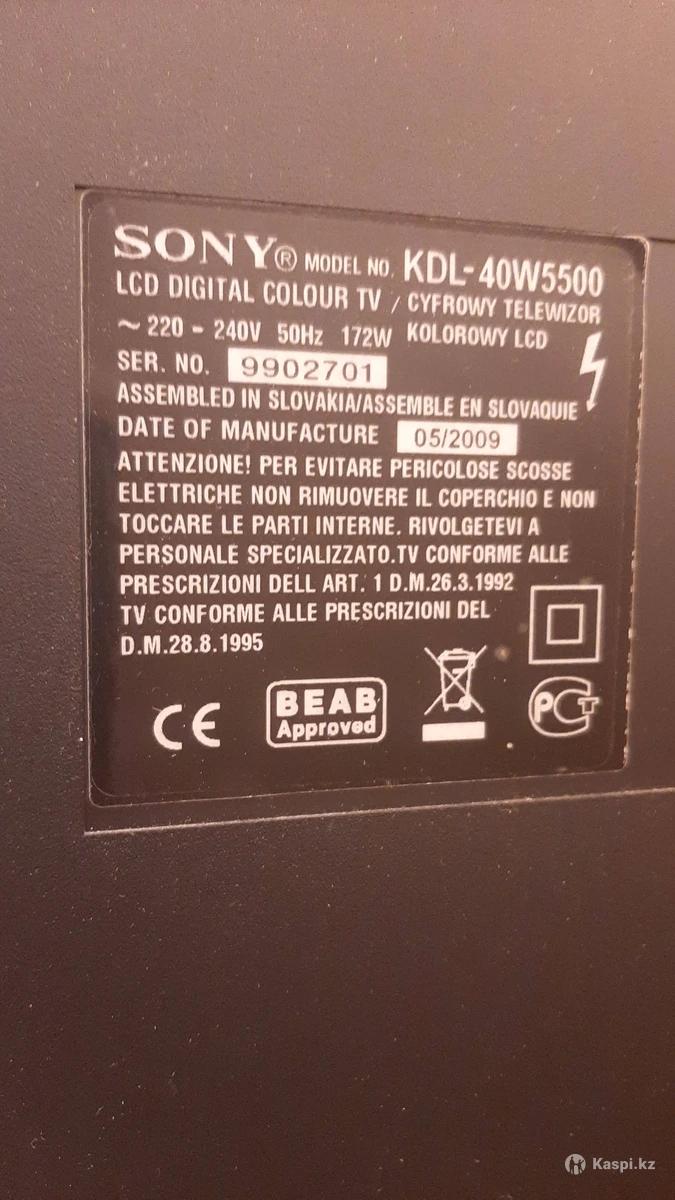 SONY® MODEL NO. KDL-40W5500
LCD DIGITAL COLOUR TV / CYFROWY TELEWIZOR
~ 220 - 240V 50Hz 172W KOLOROWY LCD
SER. NO. 9902701
ASSEMBLED IN SLOVAKIA/ASSEMBLE EN SLOVAQUIE
DATE OF MANUFACTURE 05/2009
ATTENZIONE! PER EVITARE PERICOLOSE SCOSSE
ELETTRICHE NON RIMUOVERE IL COPERCHIO E NON
TOCCARE LE PARTI INTERNE. RIVOLGETEVI A
PERSONALE SPECIALIZZATO.TV CONFORME ALLE
PRESCRIZIONI DELL ART. 1 D.M.26.3.1992
TV CONFORME ALLE PRESCRIZIONI DEL
D.M.28.8.1995
CE
BEAB
Approved
PCT
Kaspi.kz